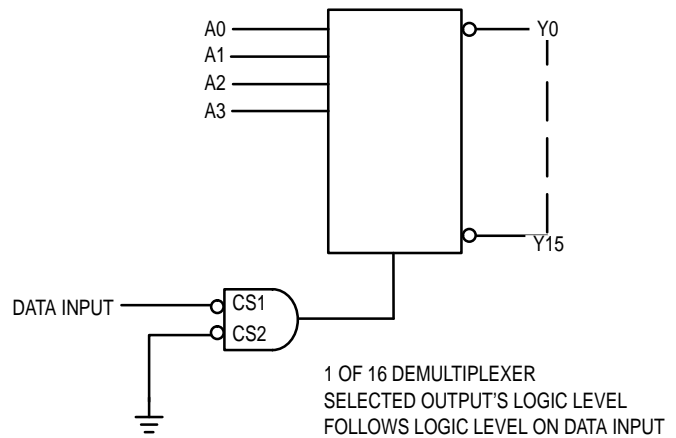 A0
Y0
A1
A2
A3
Y15
DATA INPUT
CS1
CS2
1 OF 16 DEMULTIPLEXER
SELECTED OUTPUT'S LOGIC LEVEL
FOLLOWS LOGIC LEVEL ON DATA INPUT